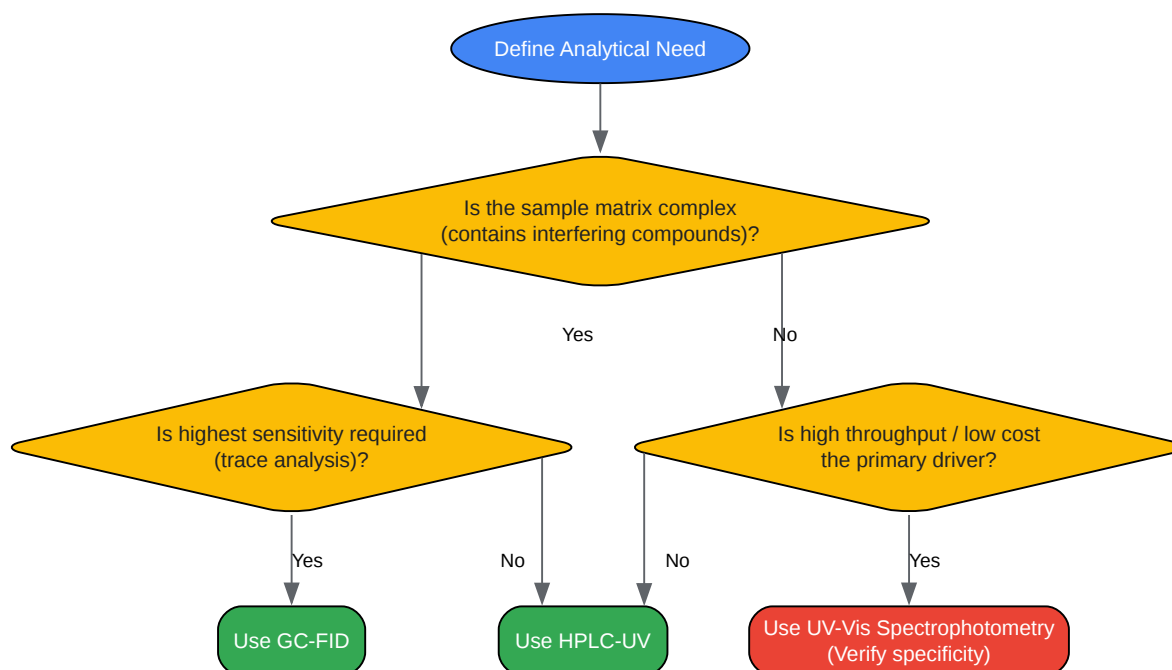 Define Analytical Need
Is the sample matrix complex
(contains interfering compounds)?
Yes
No
Is highest sensitivity required
(trace analysis)?
Is high throughput / low cost
the primary driver?
Yes
No
No
Yes
Use GC-FID
Use HPLC-UV
Use UV-Vis Spectrophotometry
(Verify specificity)